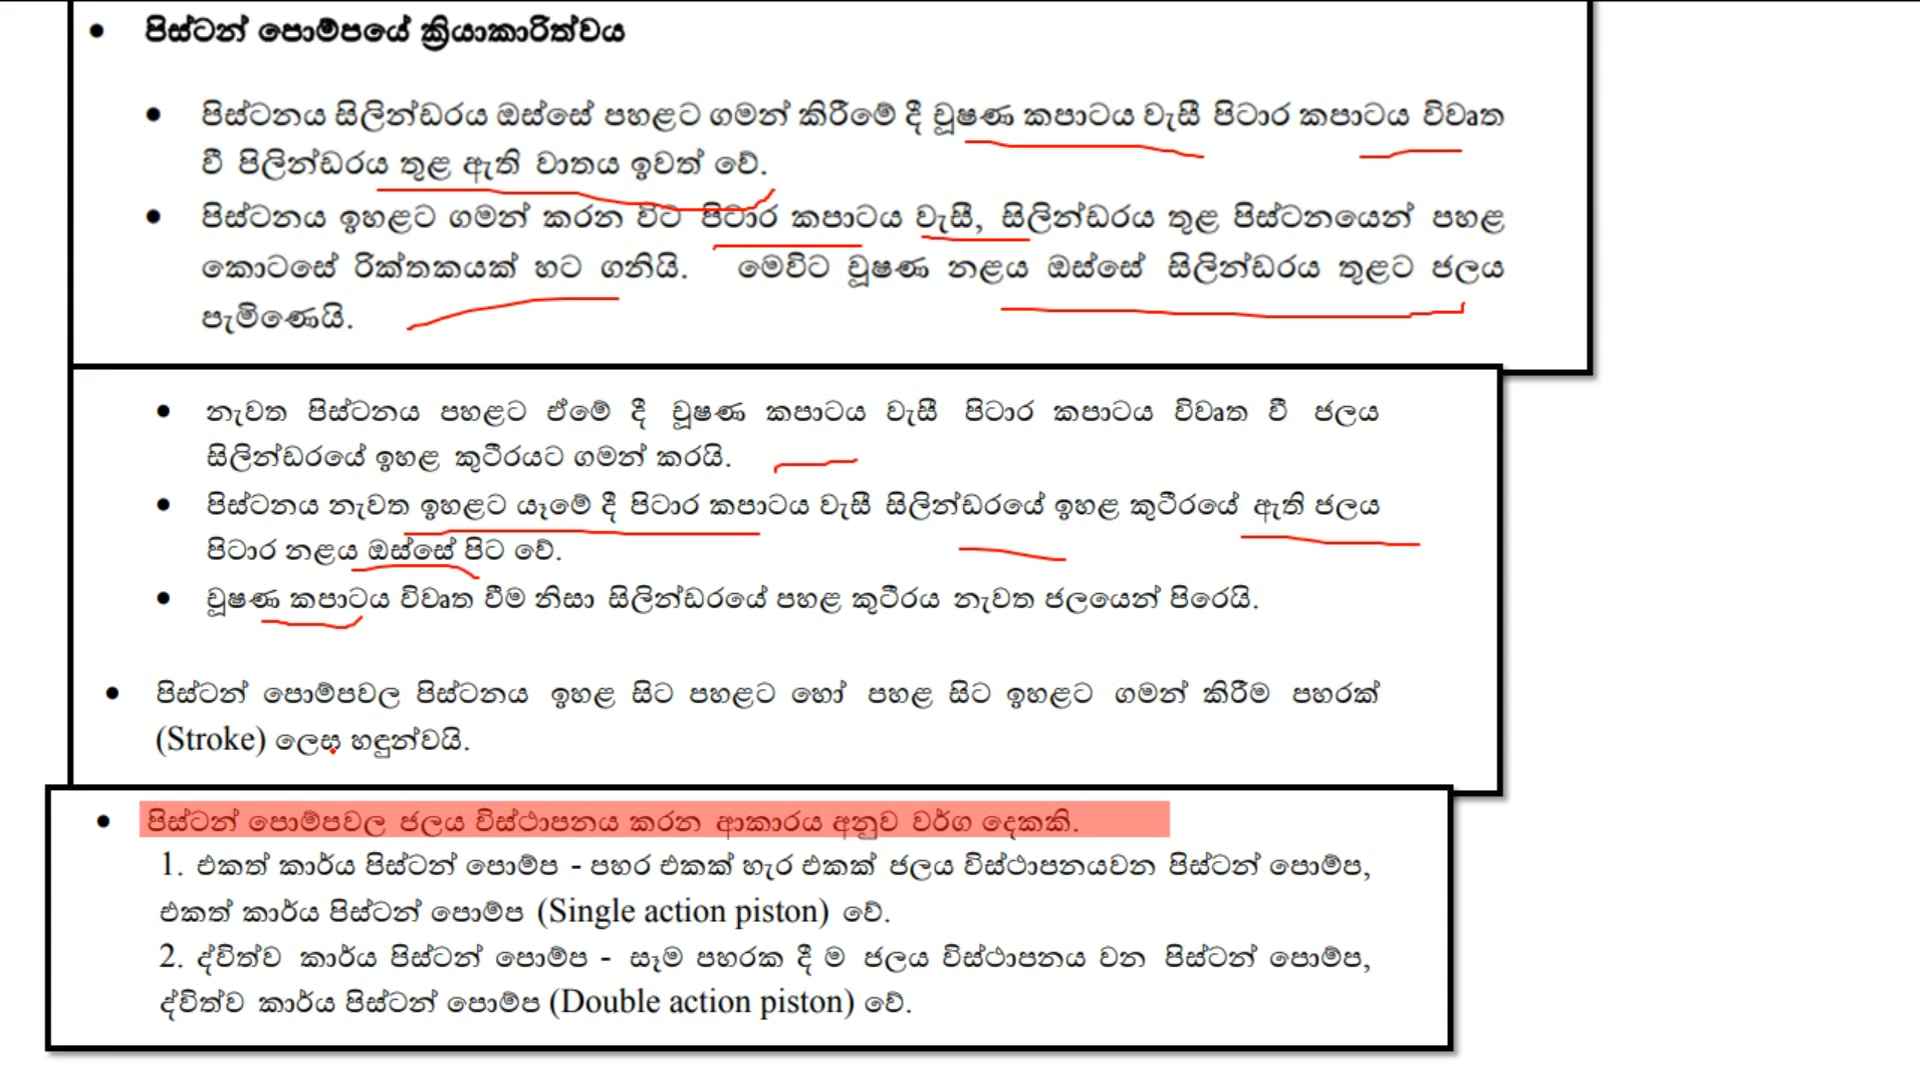 • පිස්ටන් පොම්පයේ ක්‍රියාකාරිත්වය
• පිස්ටනය සිලින්ඩරය ඔස්සේ පහළට ගමන් කිරීමේ දී චූෂණ කපාටය වැසී පිටාර කපාටය විවෘත
වී පිලින්ඩරය තුළ ඇති වාතය ඉවත් වේ.
• පිස්ටනය ඉහළට ගමන් කරන විට පිටාර කපාටය වැසී, සිලින්ඩරය තුළ පිස්ටනයෙන් පහළ
කොටසේ රික්තකයක් හට ගනියි. මෙවිට චූෂණ නළය ඔස්සේ සිලින්ඩරය තුළට ජලය
පැමිණෙයි.
• නැවත පිස්ටනය පහළට ඒමේ දී චූෂණ කපාටය වැසී පිටාර කපාටය විවෘත වී ජලය
සිලින්ඩරයේ ඉහළ කුටීරයට ගමන් කරයි.
• පිස්ටනය නැවත ඉහළට යෑමේ දී පිටාර කපාටය වැසී සිලින්ඩරයේ ඉහළ කුටීරයේ ඇති ජලය
පිටාර නළය ඔස්සේ පිට වේ.
• චූෂණ කපාටය විවෘත වීම නිසා සිලින්ඩරයේ පහළ කුටීරය නැවත ජලයෙන් පිරෙයි.
• පිස්ටන් පොම්පවල පිස්ටනය ඉහළ සිට පහළට හෝ පහළ සිට ඉහළට ගමන් කිරීම පහරක්
(Stroke) ලෙස හඳුන්වයි.
• පිස්ටන් පොම්පවල ජලය විස්ථාපනය කරන ආකාරය අනුව වර්ග දෙකකි.
1. එකත් කාර්ය පිස්ටන් පොම්ප - පහර එකක් හැර එකක් ජලය විස්ථාපනයවන පිස්ටන් පොම්ප,
එකත් කාර්ය පිස්ටන් පොම්ප (Single action piston) වේ.
2. ද්විත්ව කාර්ය පිස්ටන් පොම්ප - සෑම පහරක දී ම ජලය විස්ථාපනය වන පිස්ටන් පොම්ප,
ද්විත්ව කාර්ය පිස්ටන් පොම්ප (Double action piston) වේ.